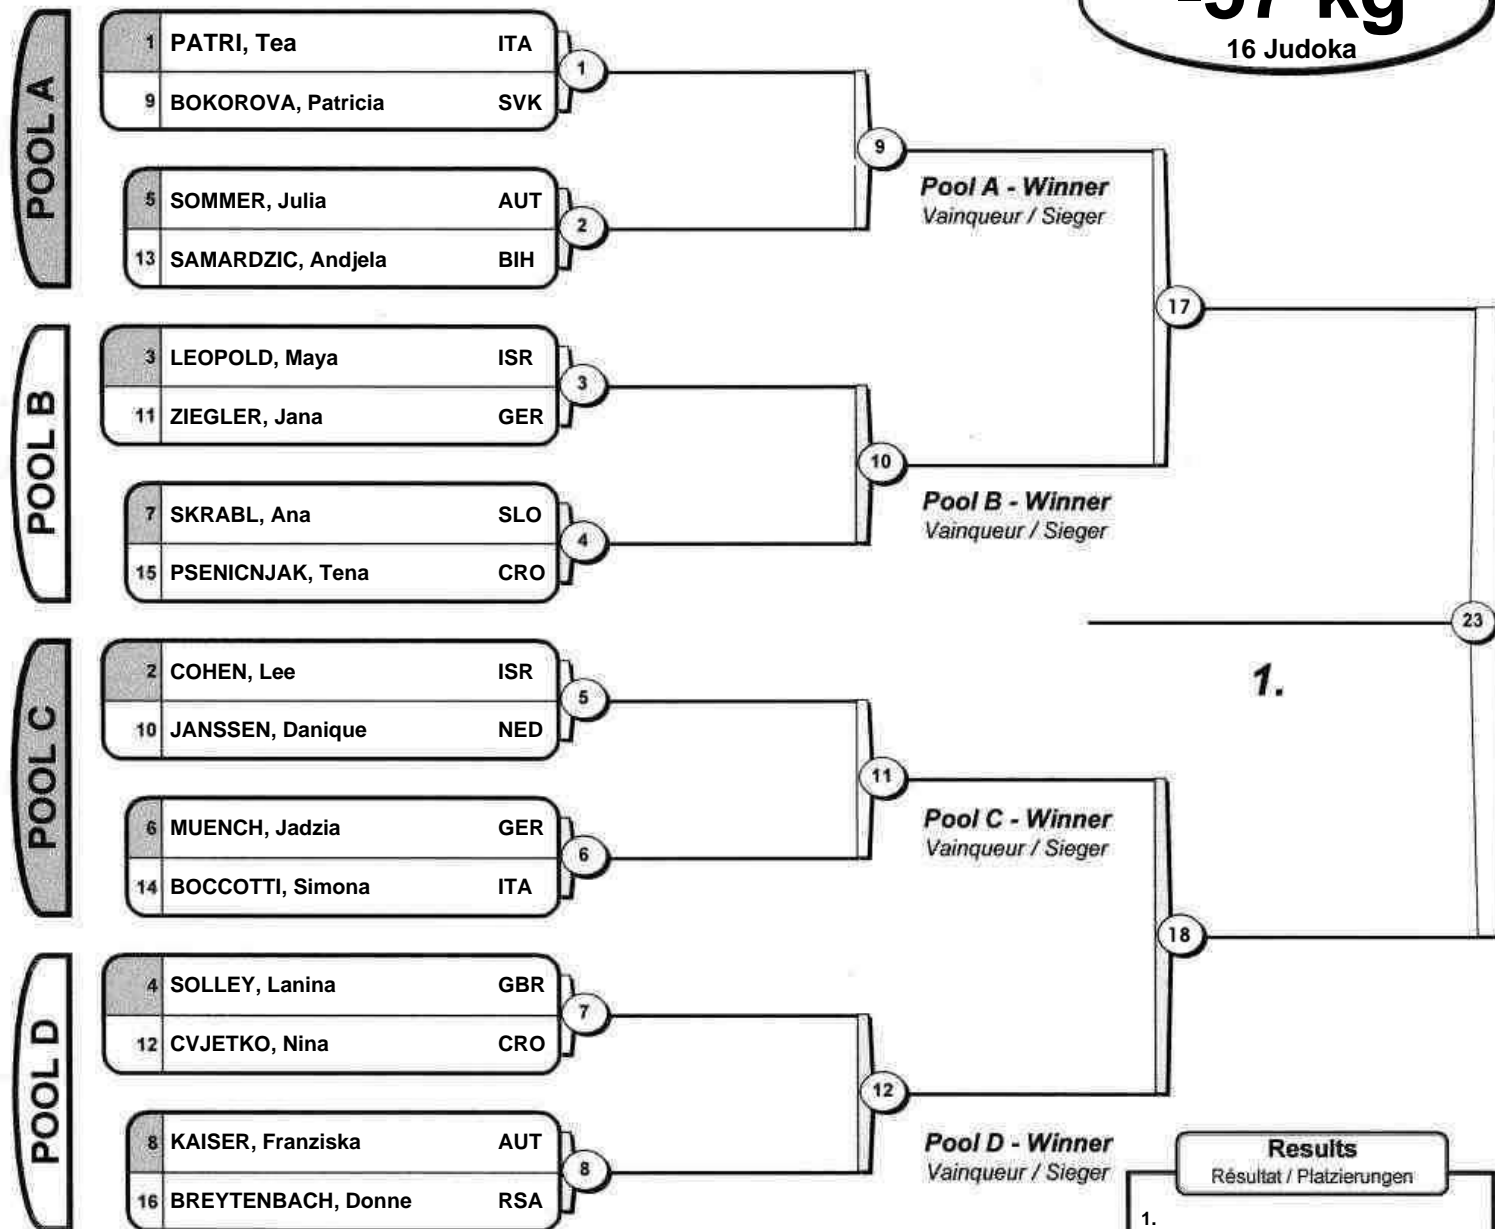 -57 kg
16 Judoka
POOL A
1 PATRI, Tea ITA
9 BOKOROVA, Patricia SVK
1
5 SOMMER, Julia AUT
13 SAMARDZIC, Andjela BIH
2
9
Pool A - Winner
Vainqueur / Sieger
POOL B
3 LEOPOLD, Maya ISR
11 ZIEGLER, Jana GER
3
7 SKRABL, Ana SLO
15 PSENICNJAK, Tena CRO
4
10
Pool B - Winner
Vainqueur / Sieger
17
POOL C
2 COHEN, Lee ISR
10 JANSSEN, Danique NED
5
6 MUENCH, Jadzia GER
14 BOCCOTTI, Simona ITA
6
11
Pool C - Winner
Vainqueur / Sieger
POOL D
4 SOLLEY, Lanina GBR
12 CVJETKO, Nina CRO
7
8 KAISER, Franziska AUT
16 BREYTENBACH, Donne RSA
8
12
Pool D - Winner
Vainqueur / Sieger
18
23
1.
Results
Résultat / Platzierungen
1.